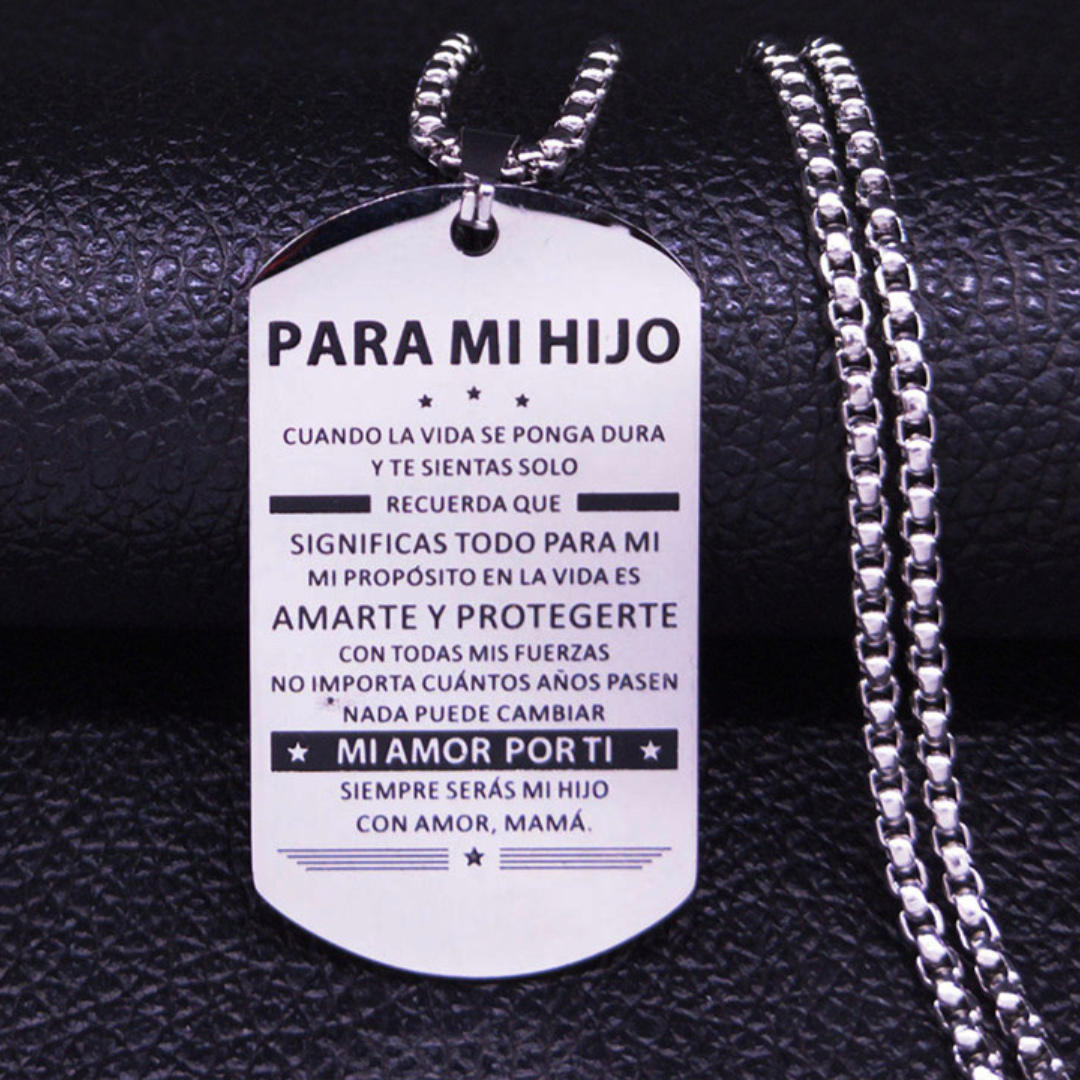 PARA MI HIJO
CUANDO LA VIDA SE PONGA DURA
Y TE SIENTAS SOLO
RECUERDA QUE
SIGNIFICAS TODO PARA MI
MI PROPÓSITO EN LA VIDA ES
AMARTE Y PROTEGERTE
CON TODAS MIS FUERZAS
NO IMPORTA CUÁNTOS AÑOS PASEN
NADA PUEDE CAMBIAR
MI AMOR POR TI
SIEMPRE SERÁS MI HIJO
CON AMOR, MAMÁ.